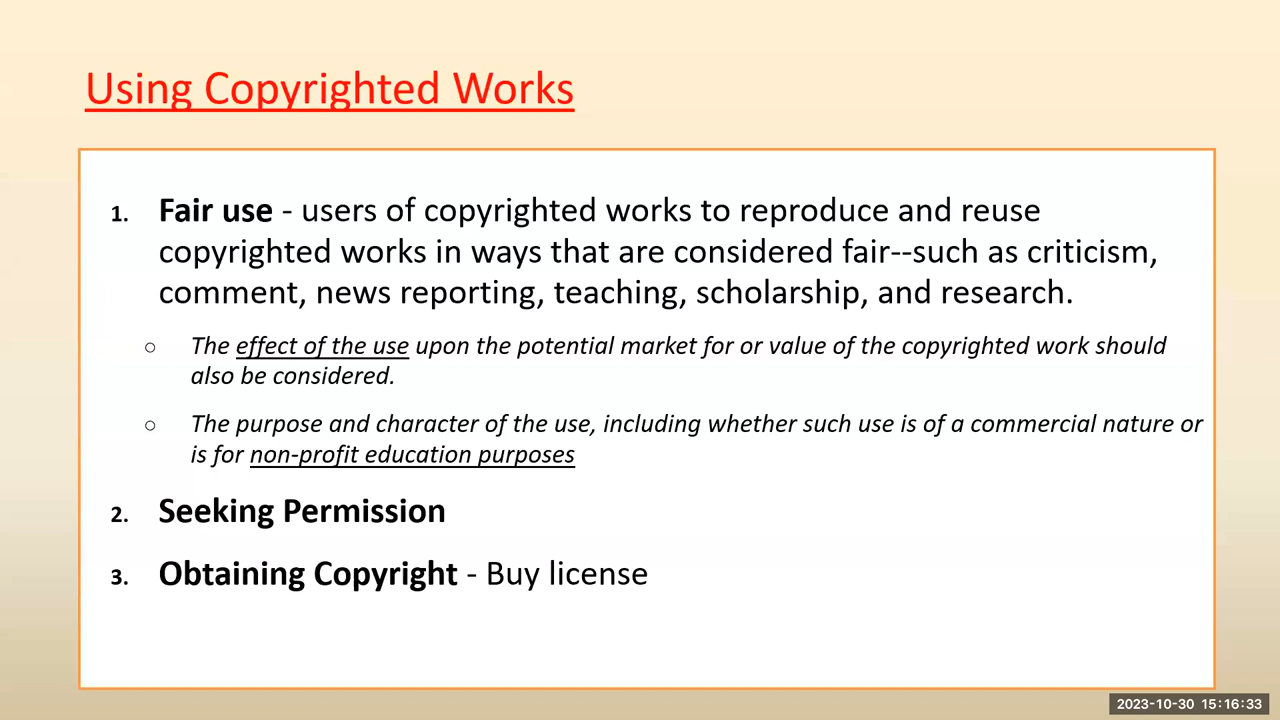 Using Copyrighted Works
1. Fair use - users of copyrighted works to reproduce and reuse
copyrighted works in ways that are considered fair--such as criticism,
comment, news reporting, teaching, scholarship, and research.
○ The effect of the use upon the potential market for or value of the copyrighted work should
also be considered.
○ The purpose and character of the use, including whether such use is of a commercial nature or
is for non-profit education purposes
2. Seeking Permission
3. Obtaining Copyright - Buy license
2023-10-30 15:16:33